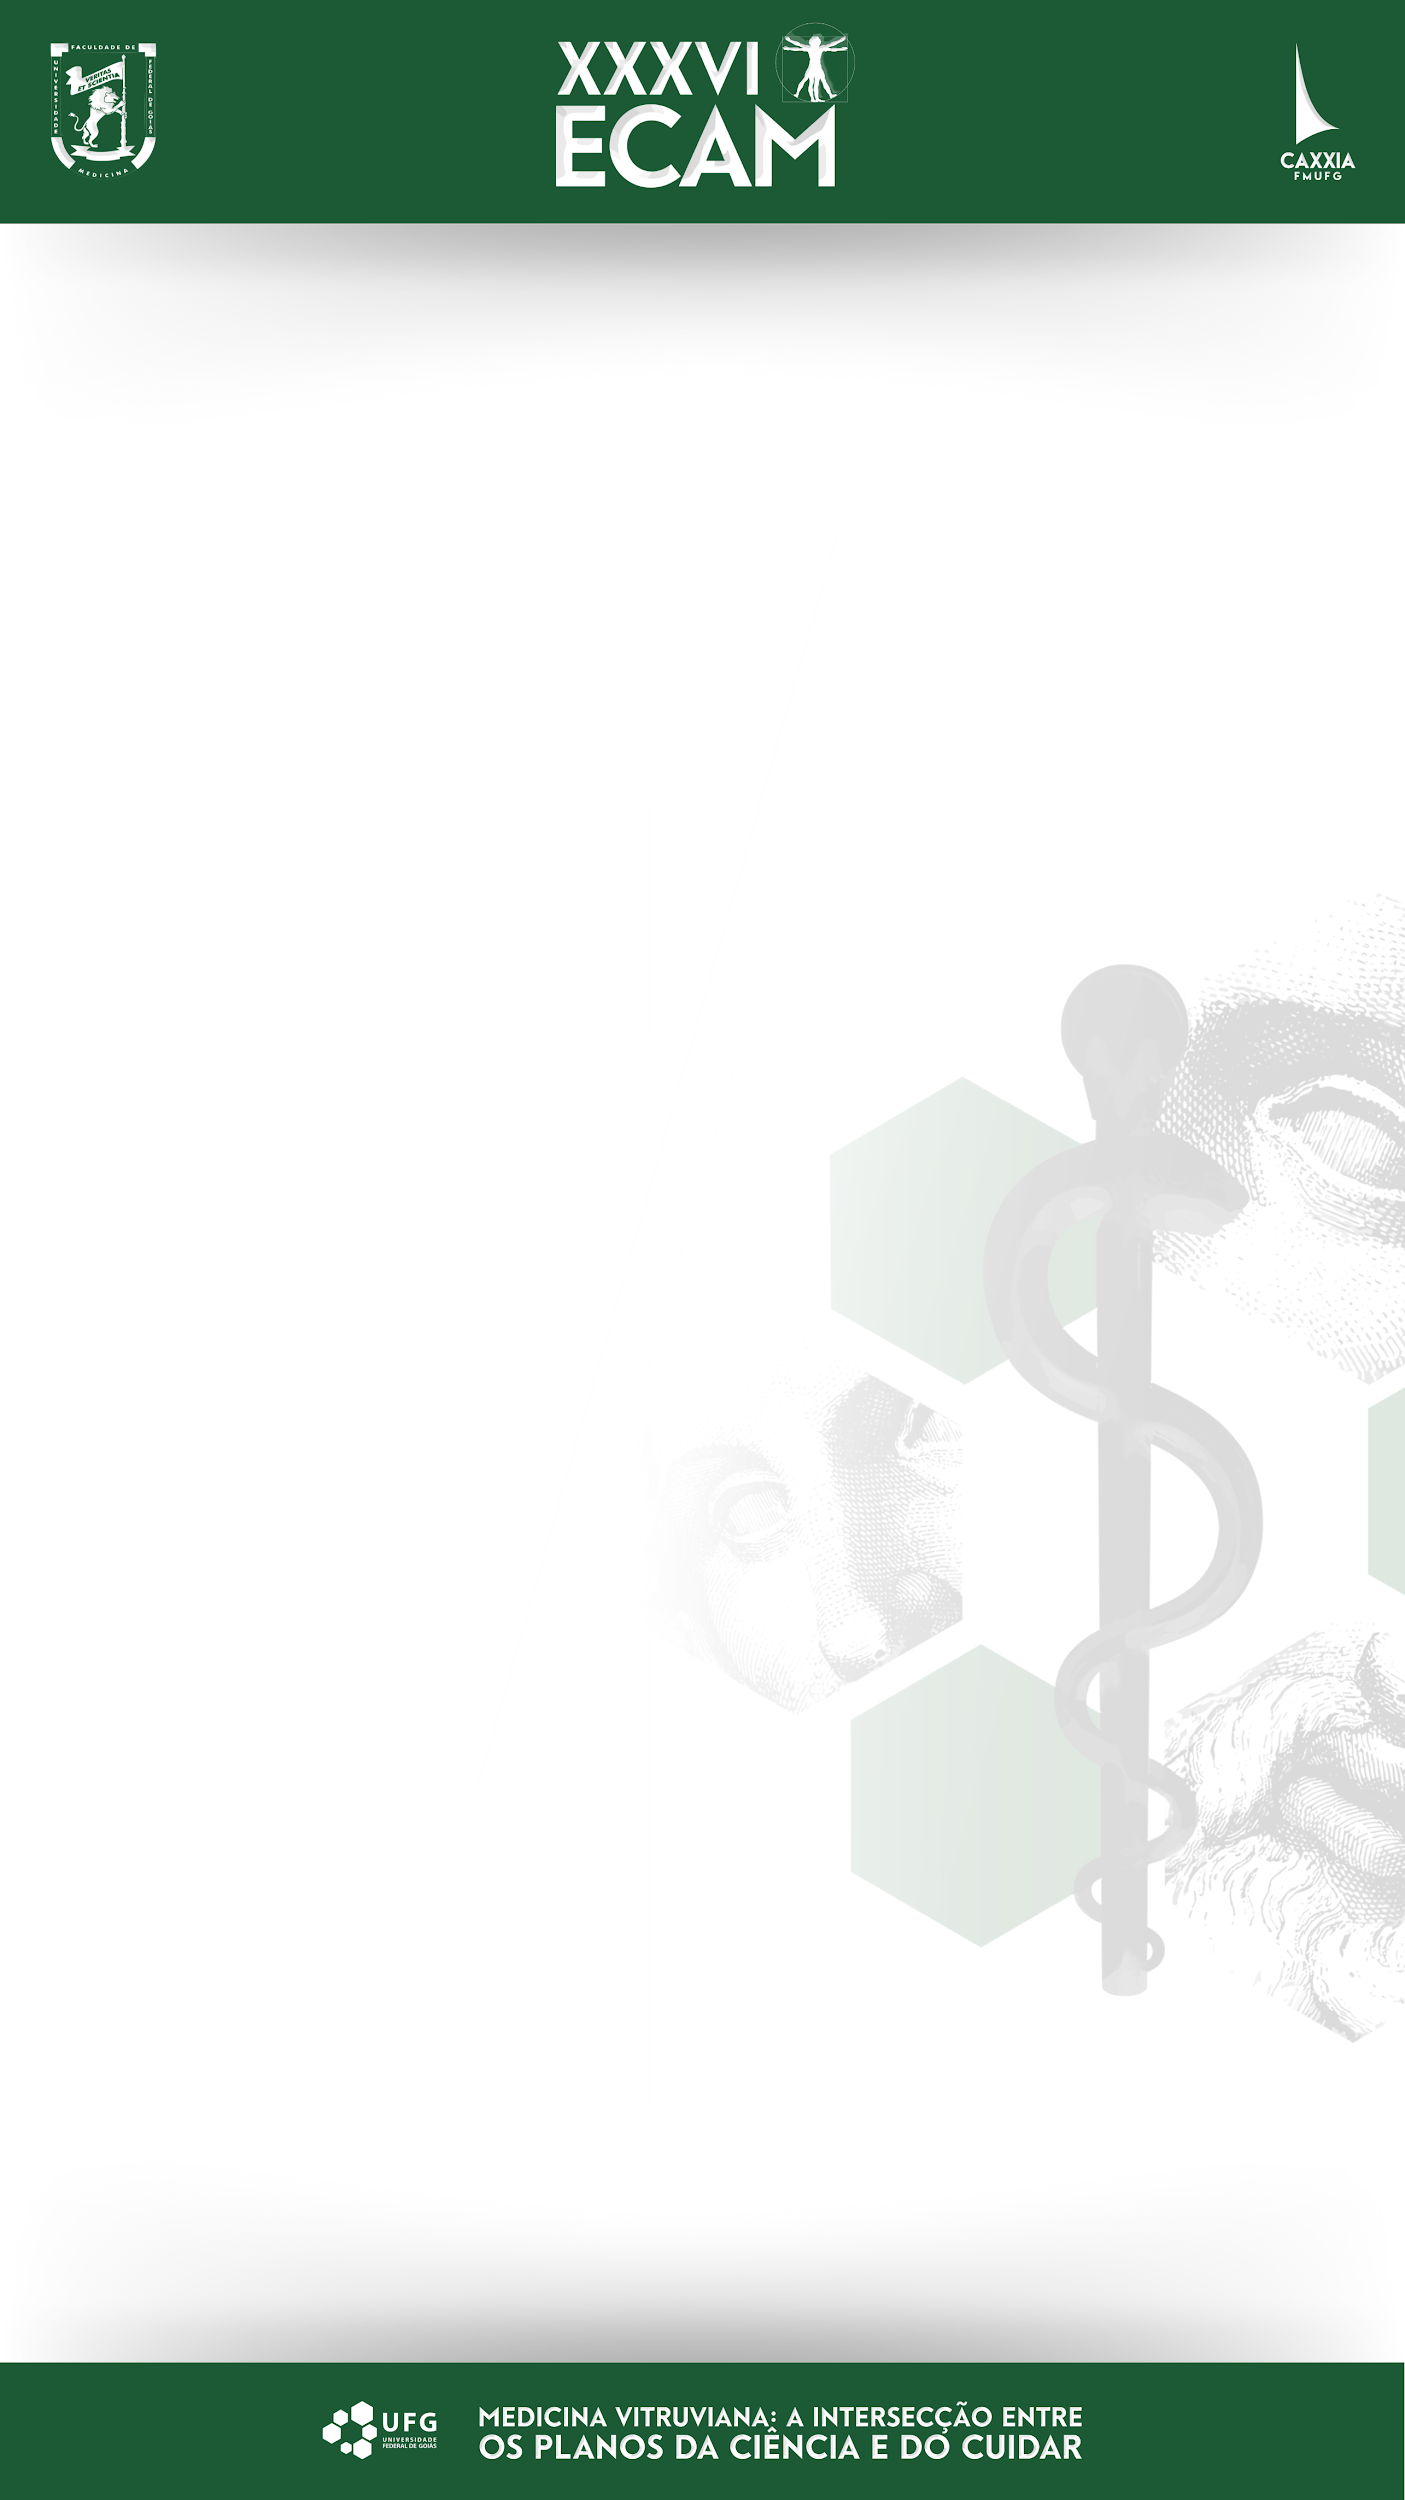 FACULDADE DE
UNIVERSIDADE
FEDERAL DE GOIÁS
VERITAS
ET SCIENTIA
MEDICINA
XXXVI
ECAM
CAXXIA
FMUFG
UFG
UNIVERSIDADE
FEDERAL DE GOIÁS
MEDICINA VITRUVIANA: A INTERSECÇÃO ENTRE
OS PLANOS DA CIÊNCIA E DO CUIDAR